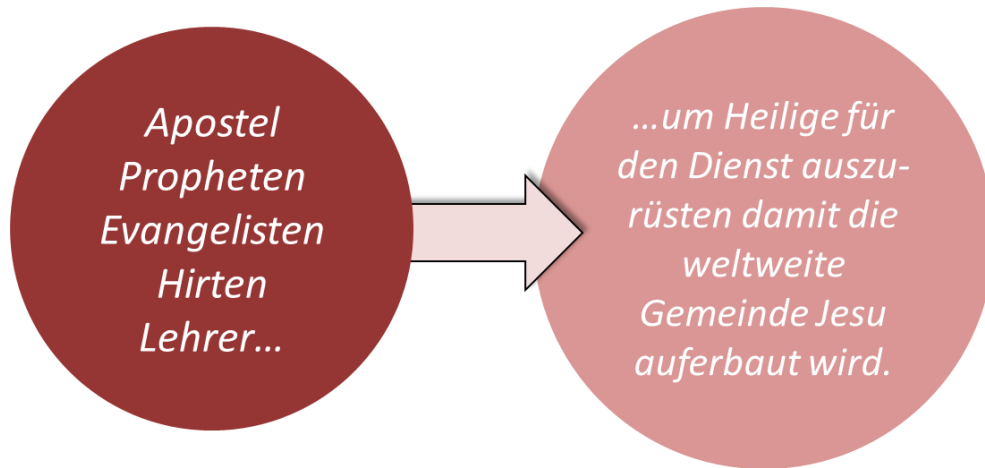 Apostel
Propheten
Evangelisten
Hirten
Lehrer…
…um Heilige für
den Dienst auszu-
rüsten damit die
weltweite
Gemeinde Jesu
auferbaut wird.